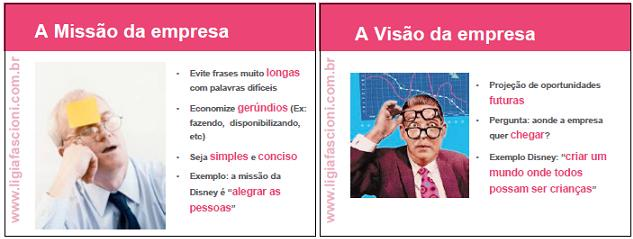 A Missão da empresa
www.ligiafascioni.com.br
• Evite frases muito longas
com palavras difíceis
• Economize gerúndios (Ex:
fazendo, disponibilizando,
etc)
• Seja simples e conciso
• Exemplo: a missão da
Disney é “alegrar as
pessoas”
A Visão da empresa
www.ligiafascioni.com.br
• Projeção de oportunidades
futuras
• Pergunta: aonde a empresa
quer chegar?
• Exemplo Disney: “criar um
mundo onde todos
possam ser crianças”